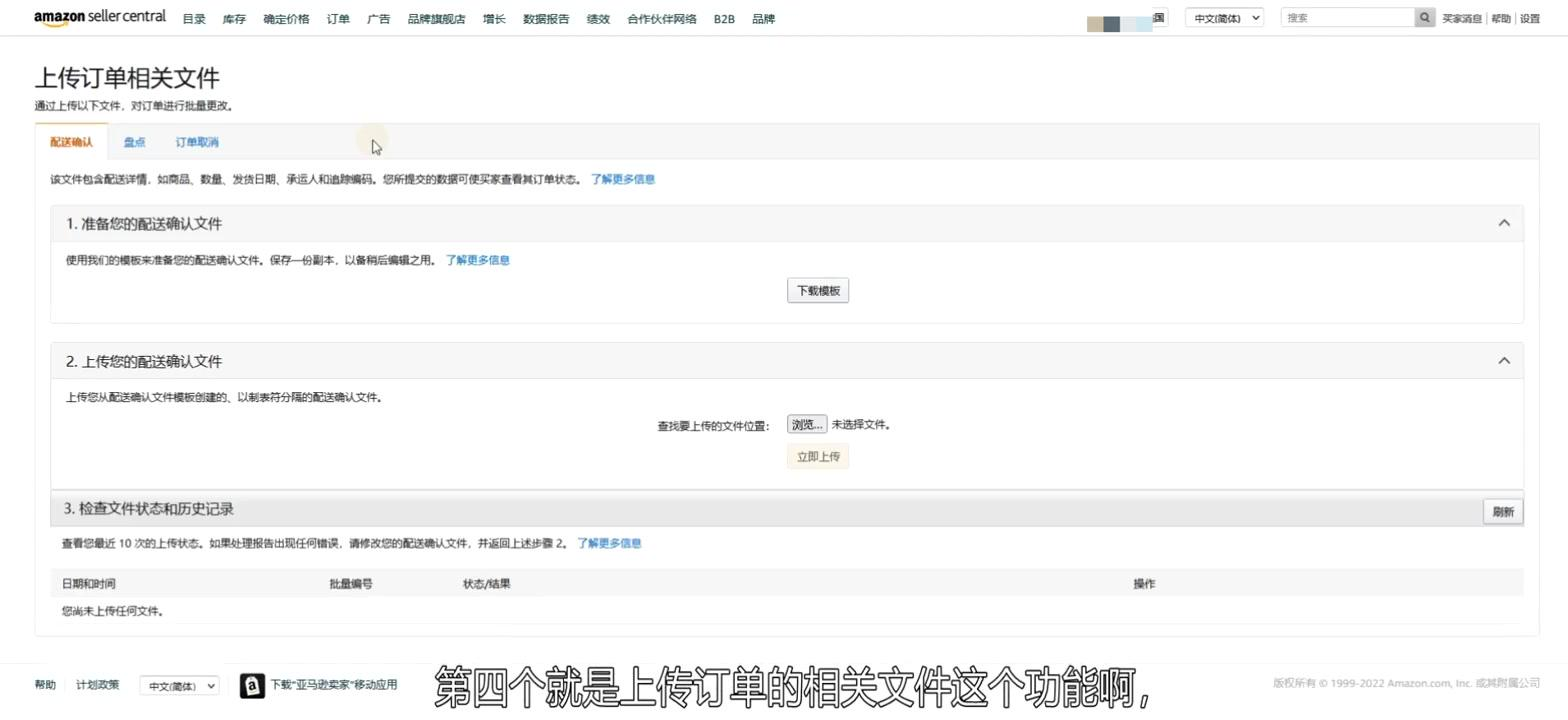 amazon seller central 目录 库存 确定价格 订单 广告 品牌旗舰店 增长 数据报告 绩效 合作伙伴网络 B2B 品牌 国 中文(简体) 搜索 买家消息 | 帮助 | 设置
上传订单相关文件
通过上传以下文件，对订单进行批量更改。
配送确认 盘点 订单取消
该文件包含配送详情，如商品、数量、发货日期、承运人和追踪编码。您所提交的数据可使买家查看其订单状态。 了解更多信息
1. 准备您的配送确认文件
使用我们的模板来准备您的配送确认文件。保存一份副本，以备稍后编辑之用。 了解更多信息
下载模板
2. 上传您的配送确认文件
上传您从配送确认文件模板创建的、以制表符分隔的配送确认文件。
查找要上传的文件位置： 浏览... 未选择文件。
立即上传
3. 检查文件状态和历史记录 刷新
查看您最近 10 次的上传状态。如果处理报告出现任何错误，请修改您的配送确认文件，并返回上述步骤 2。 了解更多信息
日期和时间 批量编号 状态/结果 操作
您尚未上传任何文件。
帮助 计划政策 中文(简体) 下载“亚马逊卖家”移动应用 版权所有 © 1999-2022 Amazon.com, Inc. 或其附属公司
第四个就是上传订单的相关文件这个功能啊，